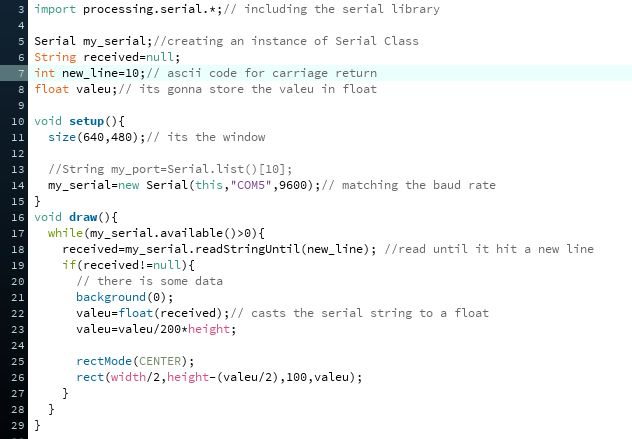 3 import processing.serial.*;// including the serial library
4
5 Serial my_serial;//creating an instance of Serial Class
6 String received=null;
7 int new_line=10;// ascii code for carriage return
8 float valeu;// its gonna store the valeu in float
9
10 void setup(){
11   size(640,480);// its the window
12
13   //String my_port=Serial.list()[10];
14   my_serial=new Serial(this,"COM5",9600);// matching the baud rate
15 }
16 void draw(){
17   while(my_serial.available()>0){
18     received=my_serial.readStringUntil(new_line); //read until it hit a new line
19     if(received!=null){
20       // there is some data
21       background(0);
22       valeu=float(received);// casts the serial string to a float
23       valeu=valeu/200*height;
24
25       rectMode(CENTER);
26       rect(width/2,height-(valeu/2),100,valeu);
27     }
28   }
29 }